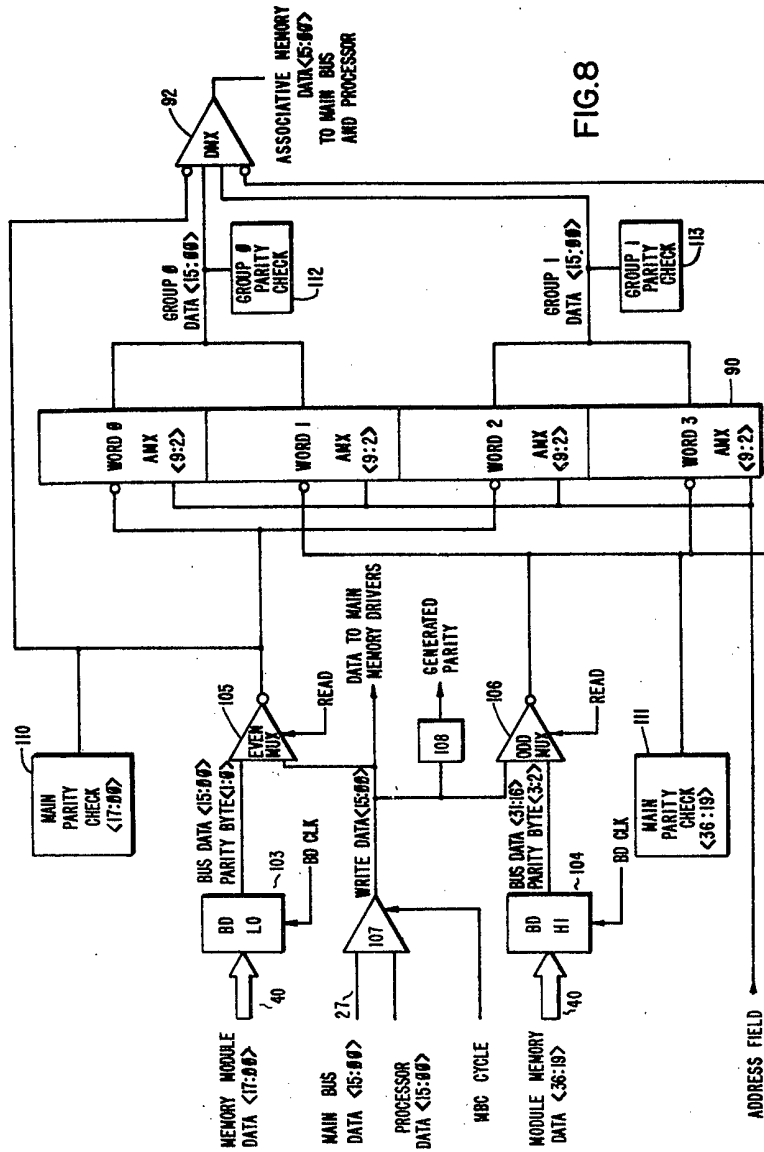 110
MAIN
PARITY
CHECK
<17:00>
MEMORY MODULE
DATA <17:00>
40
BD
LO
103
BD CLK
BUS DATA <15:00>
PARITY BYTE <1:0>
105
EVEN
MUX
READ
MAIN BUS
DATA <15:00>
27
PROCESSOR
DATA <15:00>
107
WRITE DATA <15:00>
MBC CYCLE
DATA TO MAIN
MEMORY DRIVERS
108
GENERATED
PARITY
MODULE MEMORY
DATA <36:19>
40
BD
HI
104
BD CLK
BUS DATA <31:16>
PARITY BYTE <3:2>
106
ODD
MUX
READ
111
MAIN
PARITY
CHECK
<36:19>
ADDRESS FIELD
WORD 0
AMX
<9:2>
WORD 1
AMX
<9:2>
WORD 2
AMX
<9:2>
WORD 3
AMX
<9:2>
90
GROUP 0
DATA <15:00>
GROUP 0
PARITY
CHECK
112
GROUP 1
DATA <15:00>
GROUP 1
PARITY
CHECK
113
92
DMX
ASSOCIATIVE MEMORY
DATA <15:00>
TO MAIN BUS
AND PROCESSOR
FIG.8